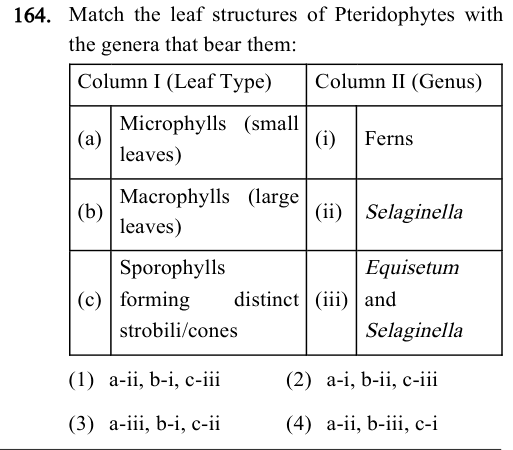 164. Match the leaf structures of Pteridophytes with
the genera that bear them:
Column I (Leaf Type) Column II (Genus)
(a) Microphylls (small leaves) (i) Ferns
(b) Macrophylls (large leaves) (ii) Selaginella
(c) Sporophylls forming distinct strobili/cones (iii) Equisetum and Selaginella
(1) a-ii, b-i, c-iii (2) a-i, b-ii, c-iii
(3) a-iii, b-i, c-ii (4) a-ii, b-iii, c-i